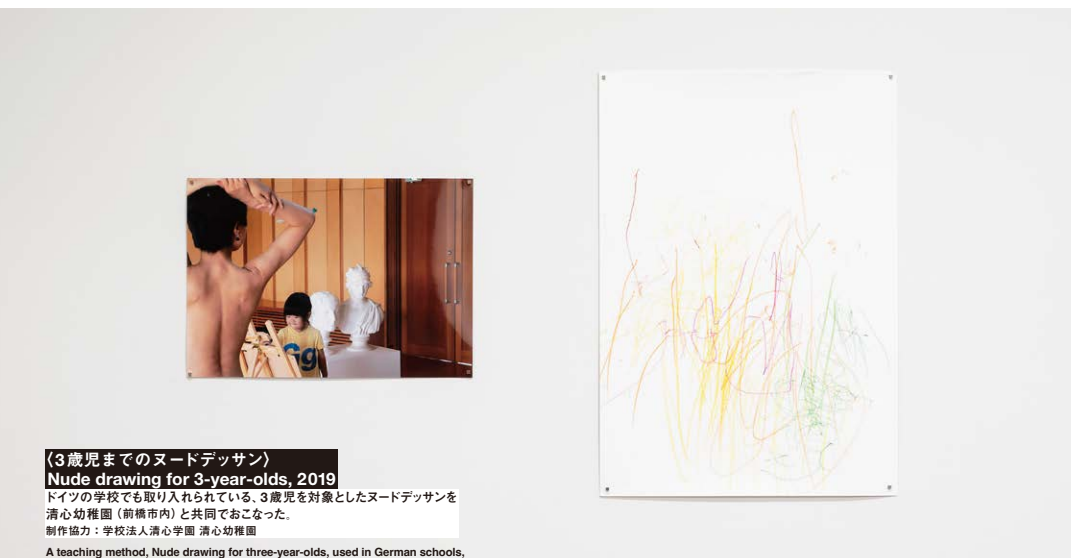 〈3歳児までのヌードデッサン〉
Nude drawing for 3-year-olds, 2019
ドイツの学校でも取り入れられている、3歳児を対象としたヌードデッサンを
清心幼稚園（前橋市内）と共同でおこなった。
制作協力：学校法人清心学園 清心幼稚園
A teaching method, Nude drawing for three-year-olds, used in German schools,
Gg